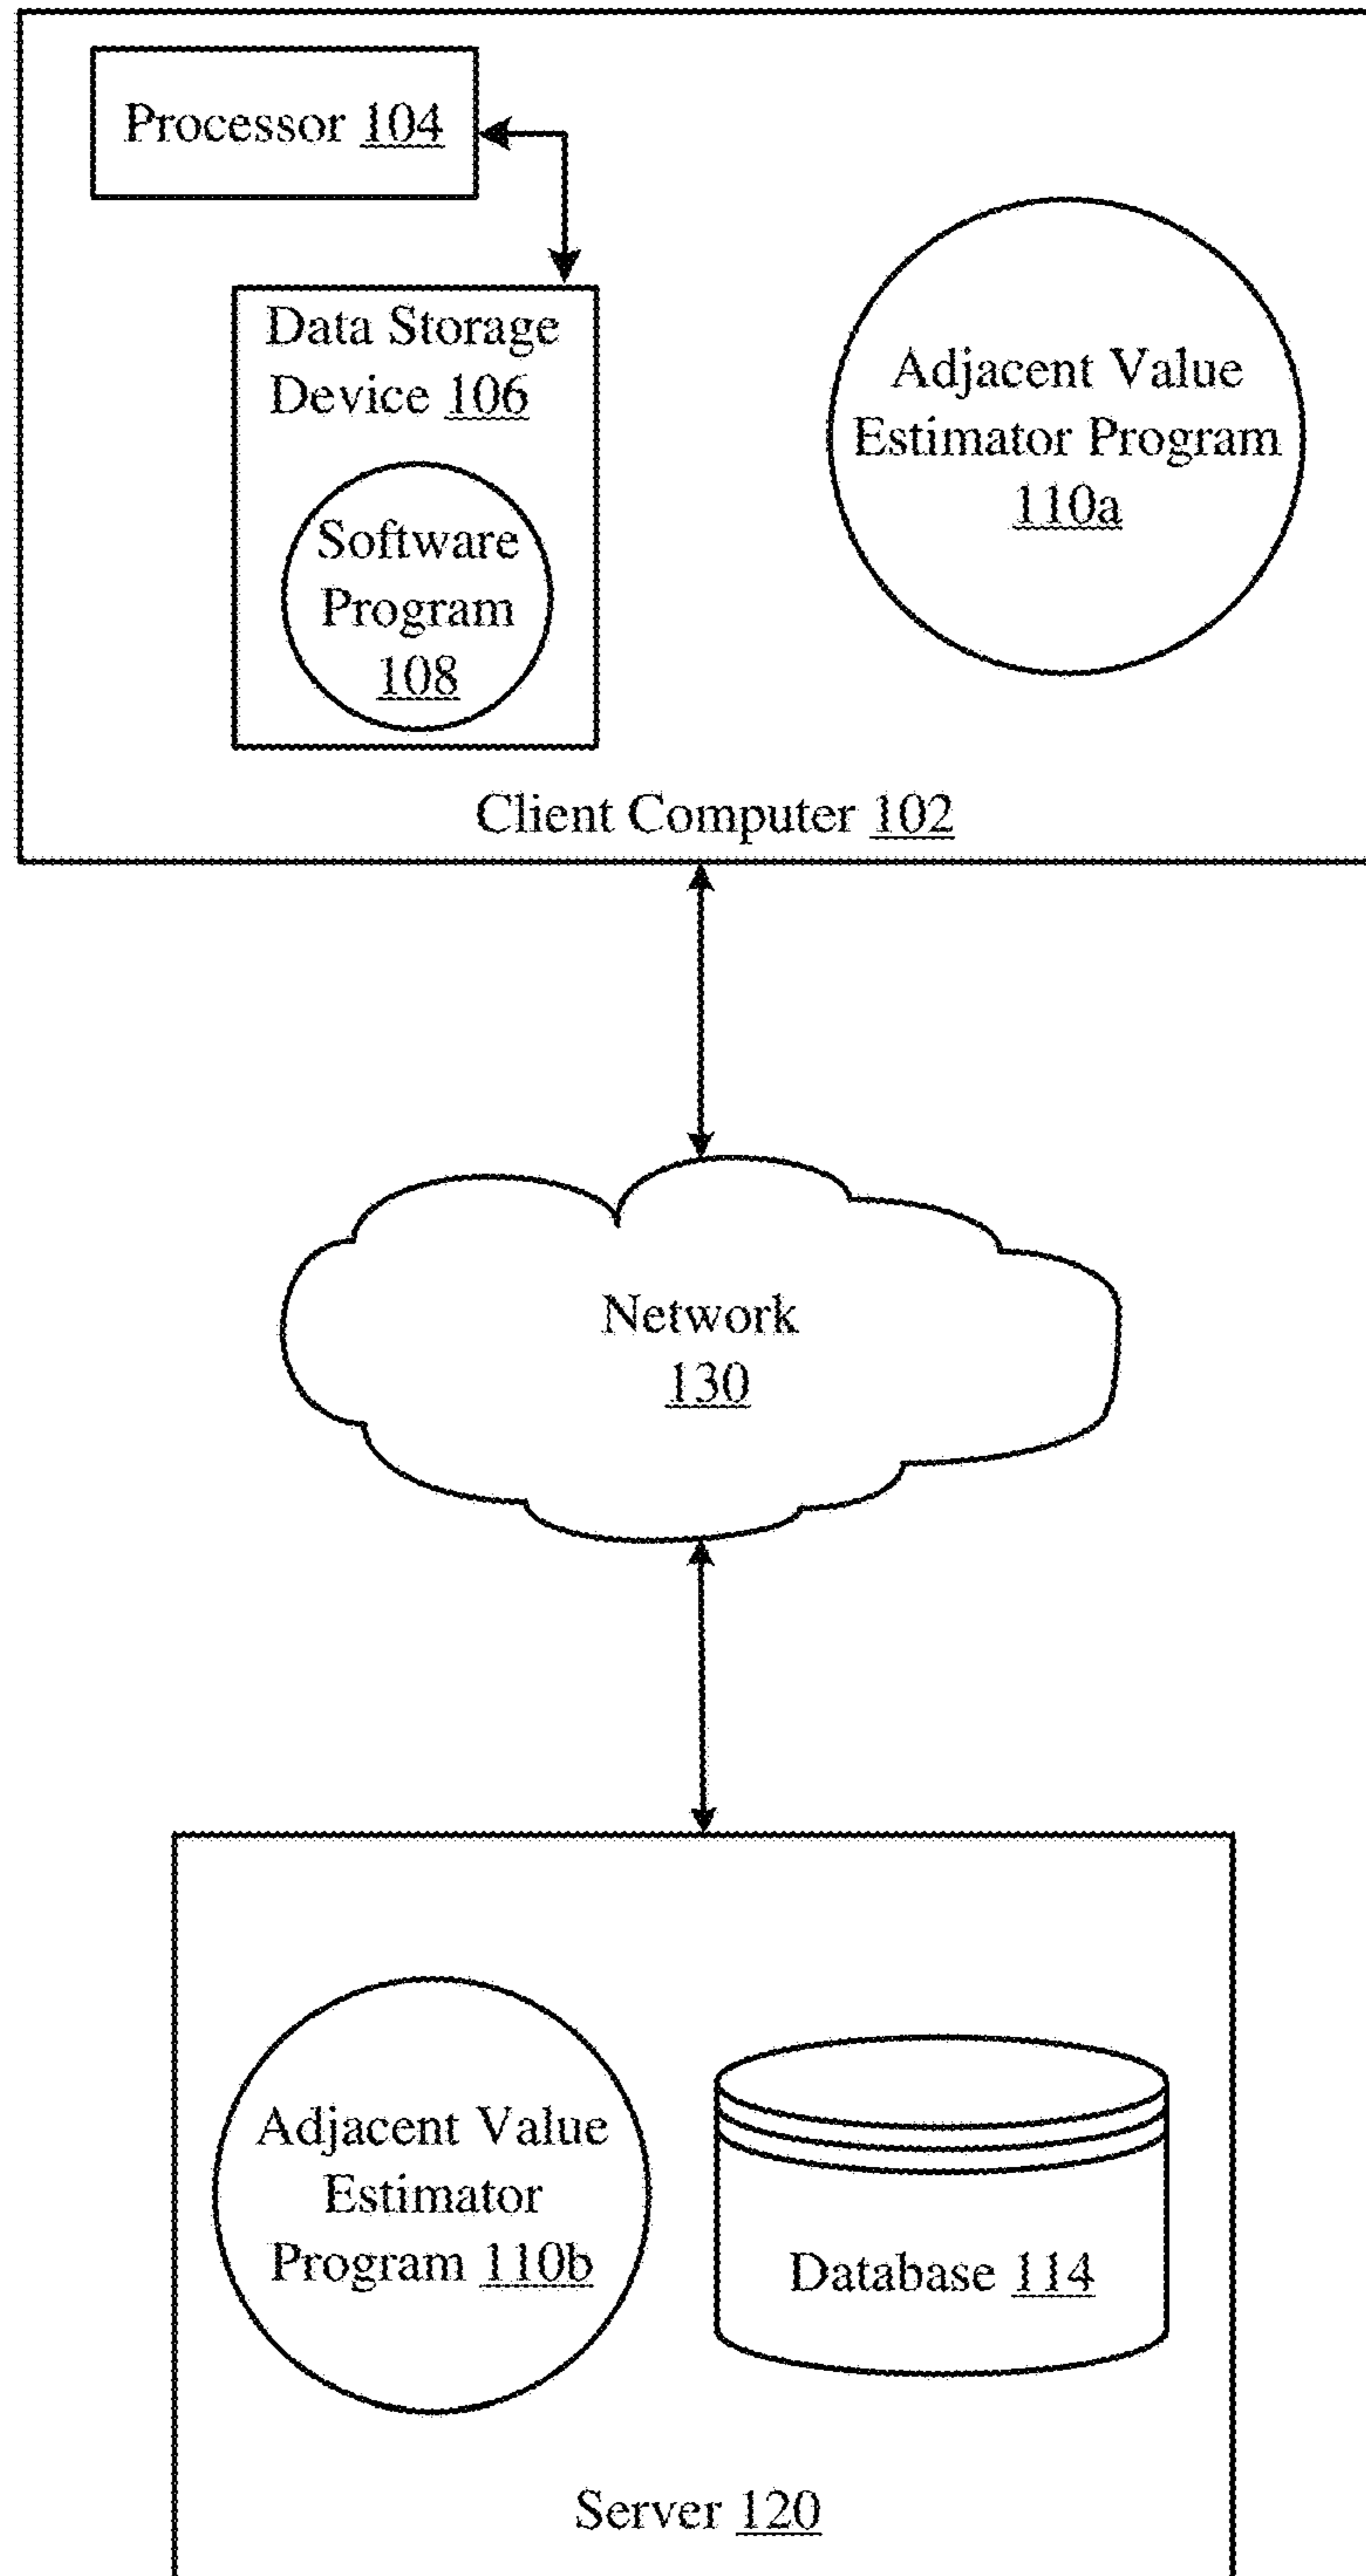 Processor 104
Data Storage
Device 106
Software
Program
108
Adjacent Value
Estimator Program
110a
Client Computer 102
Network
130
Adjacent Value
Estimator
Program 110b
Database 114
Server 120